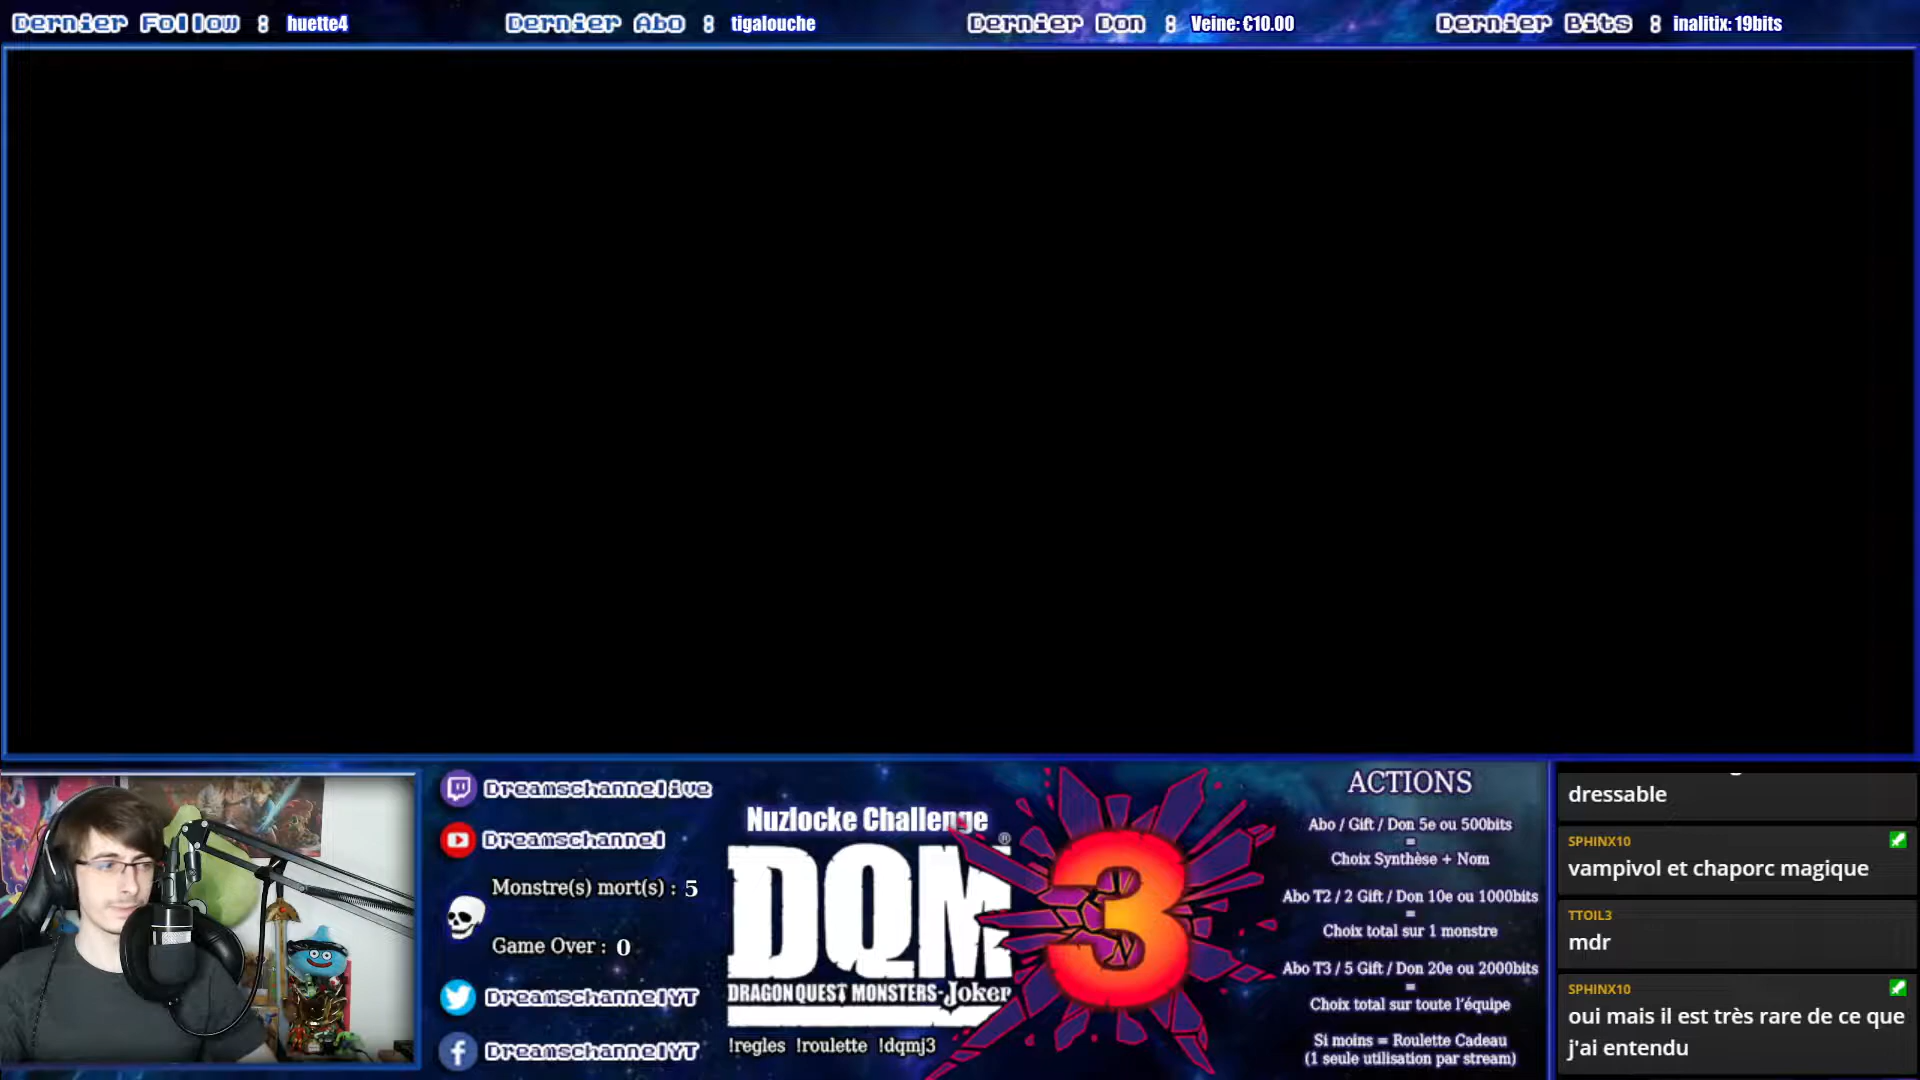 Dernier Follow : huette4
Dernier Abo : tigalouche
Dernier Don : Veine: €10.00
Dernier Bits : inalitix: 19bits
Dreamschannelive
Dreamschannel
Monstre(s) mort(s) : 5
Game Over : 0
DreamschannelYT
DreamschannelYT
Nuzlocke Challenge
DQM®
3
DRAGON QUEST MONSTERS-Joker
!regles !roulette !dqmj3
ACTIONS
Abo / Gift / Don 5e ou 500bits
=
Choix Synthèse + Nom
Abo T2 / 2 Gift / Don 10e ou 1000bits
=
Choix total sur 1 monstre
Abo T3 / 5 Gift / Don 20e ou 2000bits
=
Choix total sur toute l'équipe
Si moins = Roulette Cadeau
(1 seule utilisation par stream)
dressable
SPHINX10
vampivol et chaporc magique
TTOIL3
mdr
SPHINX10
oui mais il est très rare de ce que
j'ai entendu